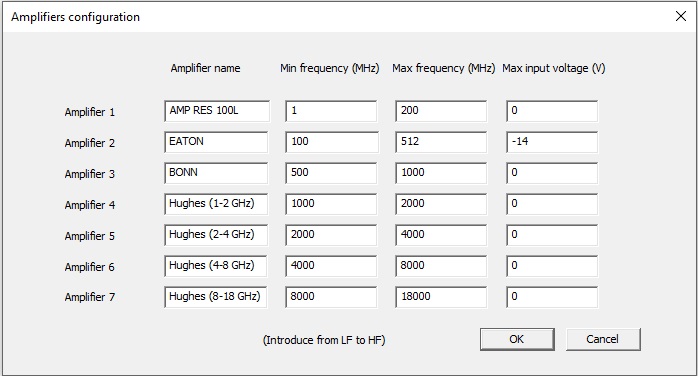 Amplifiers configuration
Amplifier name Min frequency (MHz) Max frequency (MHz) Max input voltage (V)
Amplifier 1 AMP RES 100L 1 200 0
Amplifier 2 EATON 100 512 -14
Amplifier 3 BONN 500 1000 0
Amplifier 4 Hughes (1-2 GHz) 1000 2000 0
Amplifier 5 Hughes (2-4 GHz) 2000 4000 0
Amplifier 6 Hughes (4-8 GHz) 4000 8000 0
Amplifier 7 Hughes (8-18 GHz) 8000 18000 0
(Introduce from LF to HF) OK Cancel